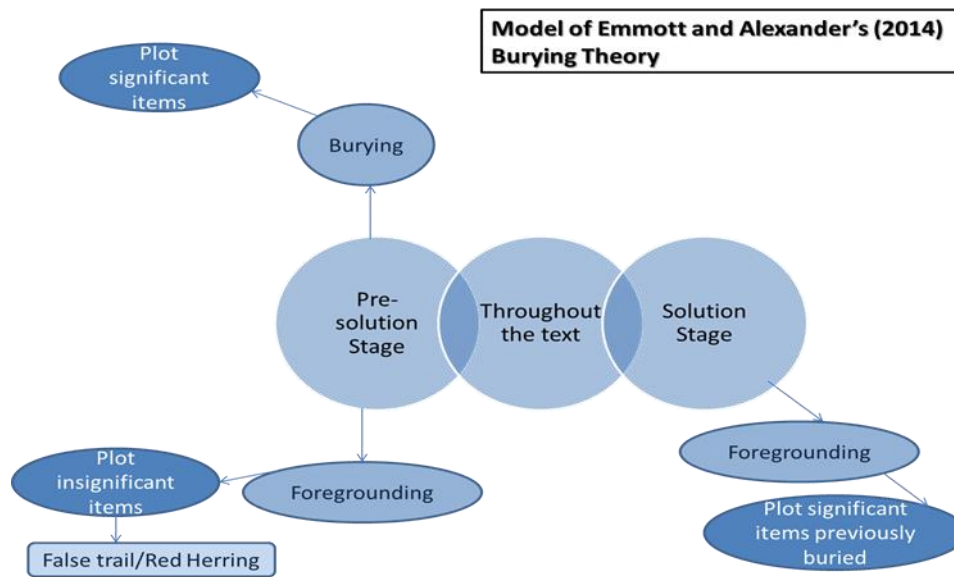 Model of Emmott and Alexander's (2014)
Burying Theory
Plot
significant
items
Burying
Pre-
solution
Stage
Throughout
the text
Solution
Stage
Plot
insignificant
items
Foregrounding
False trail/Red Herring
Foregrounding
Plot significant
items previously
buried